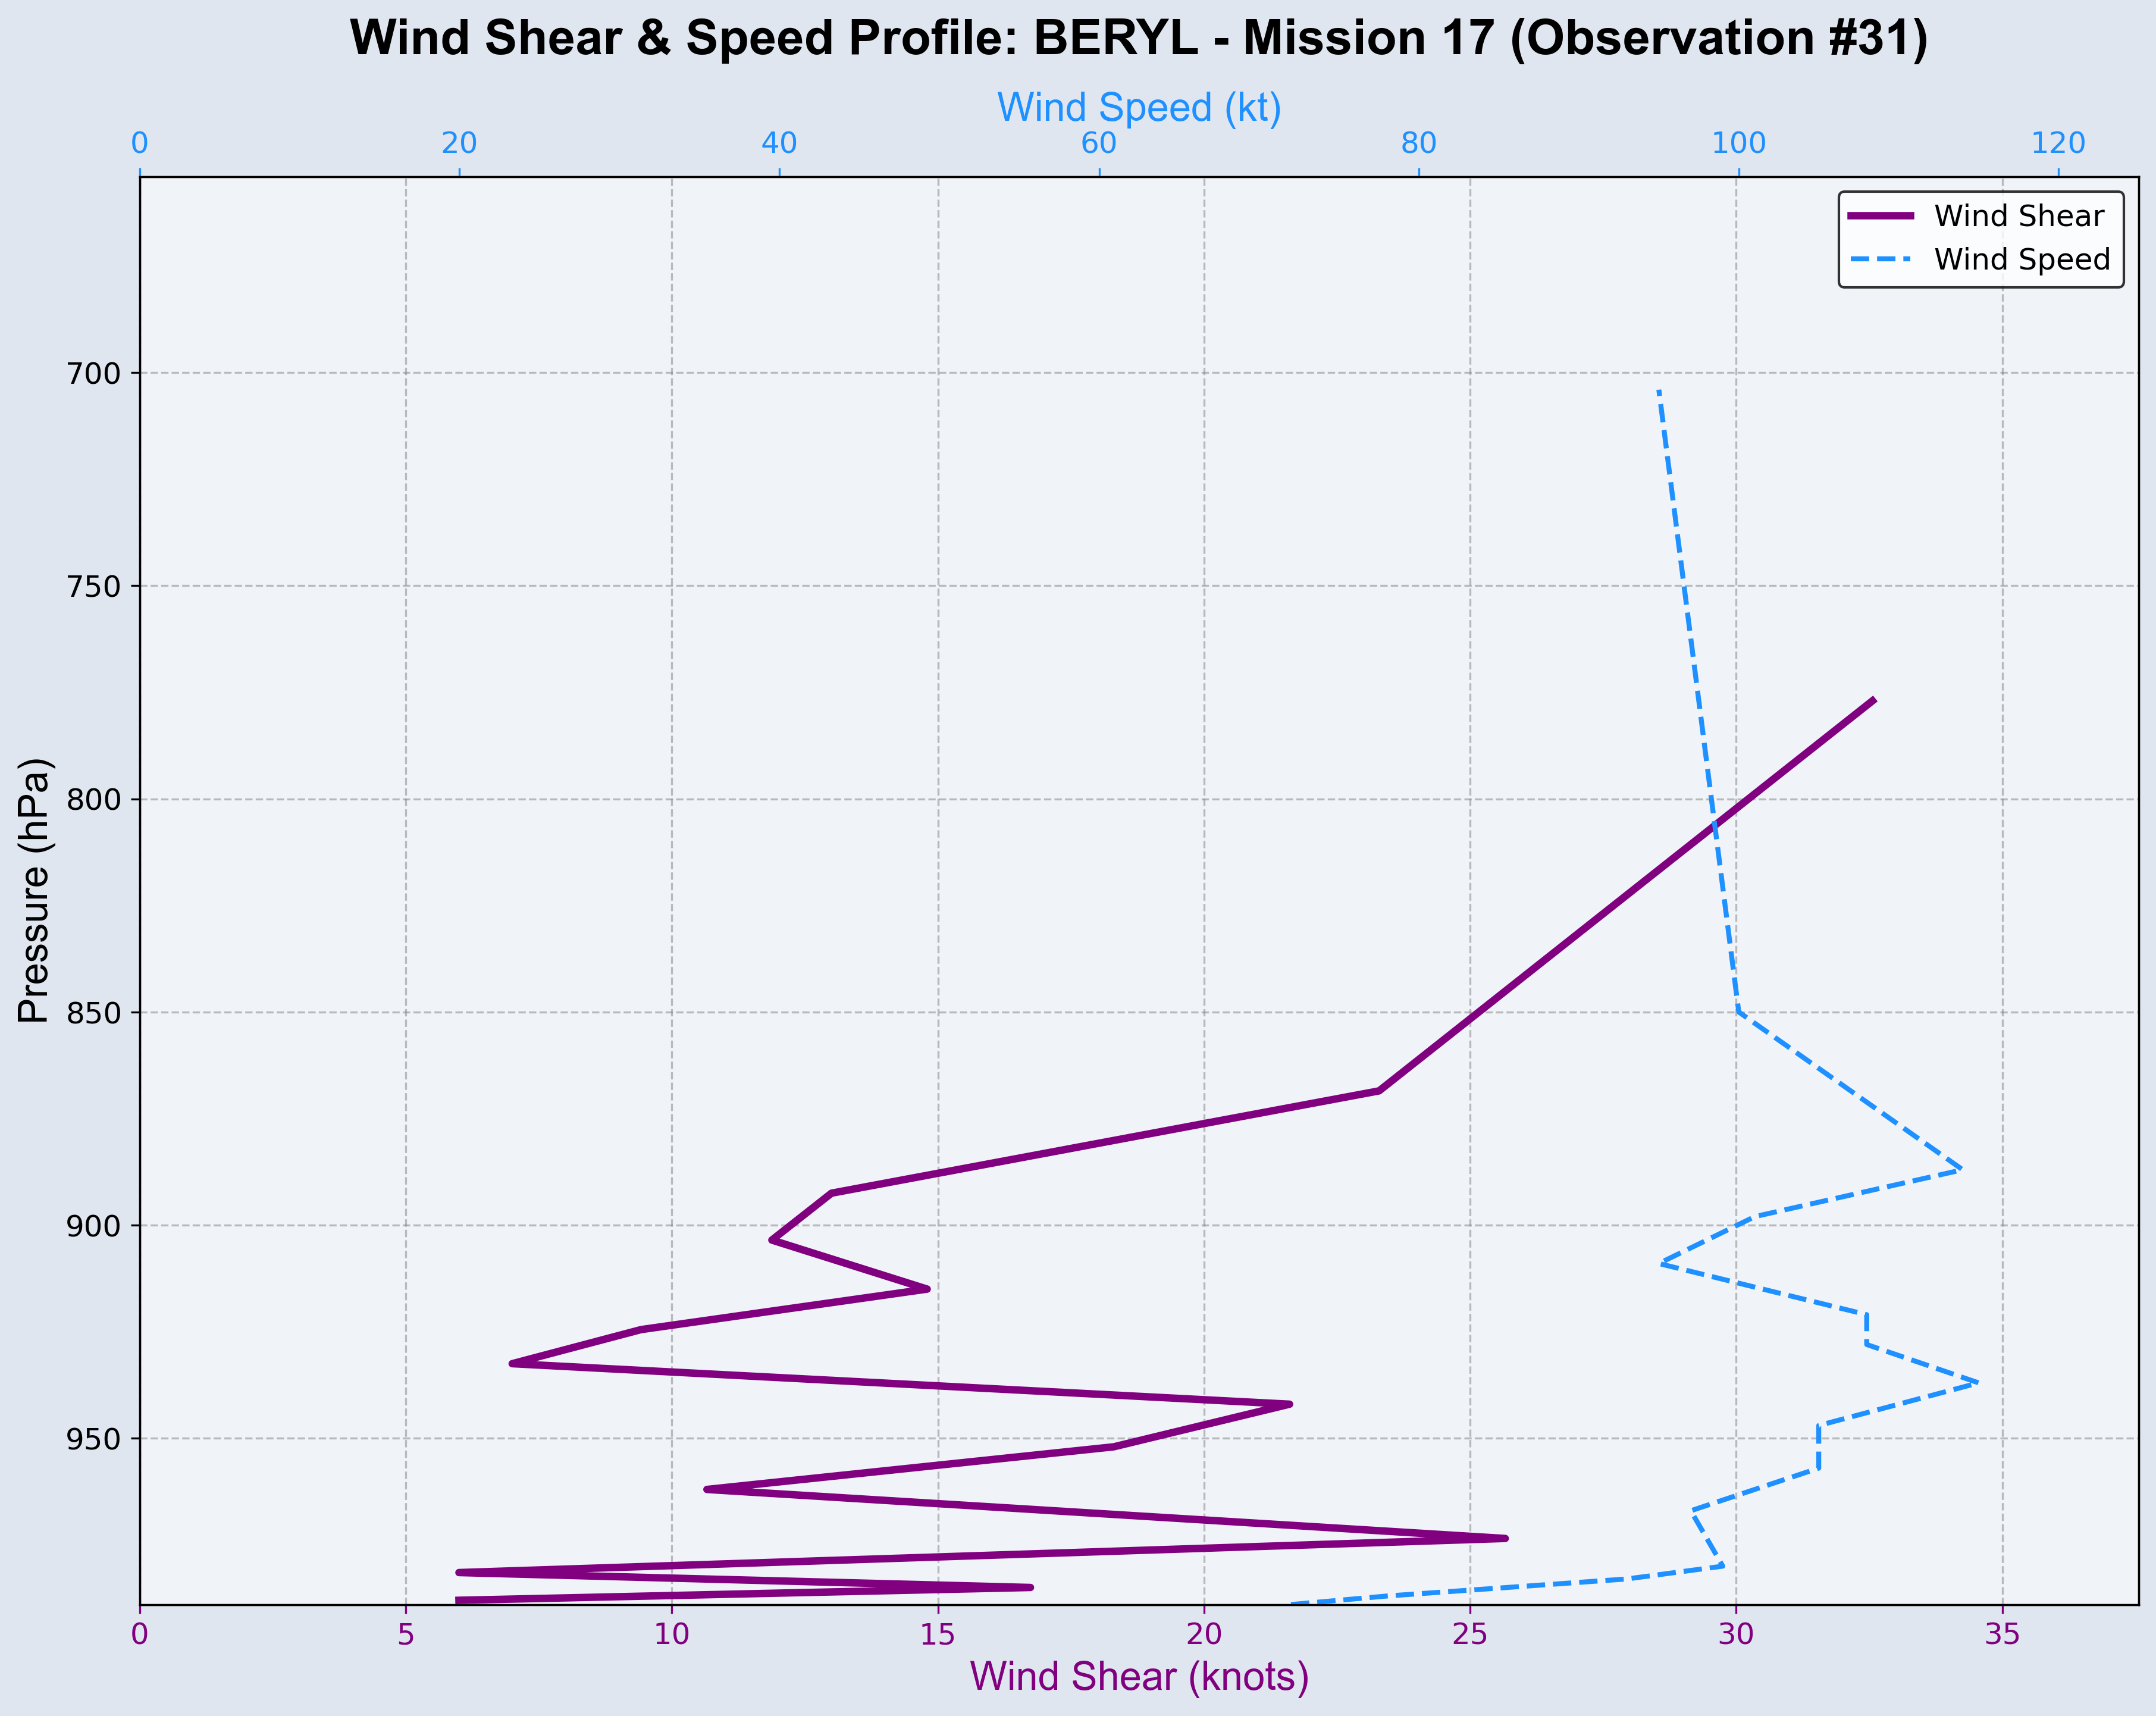 Wind Shear & Speed Profile: BERYL - Mission 17 (Observation #31)
Wind Speed (kt)
0 20 40 60 80 100 120
Wind Shear
Wind Speed
700
750
800
850
900
950
Pressure (hPa)
0 5 10 15 20 25 30 35
Wind Shear (knots)